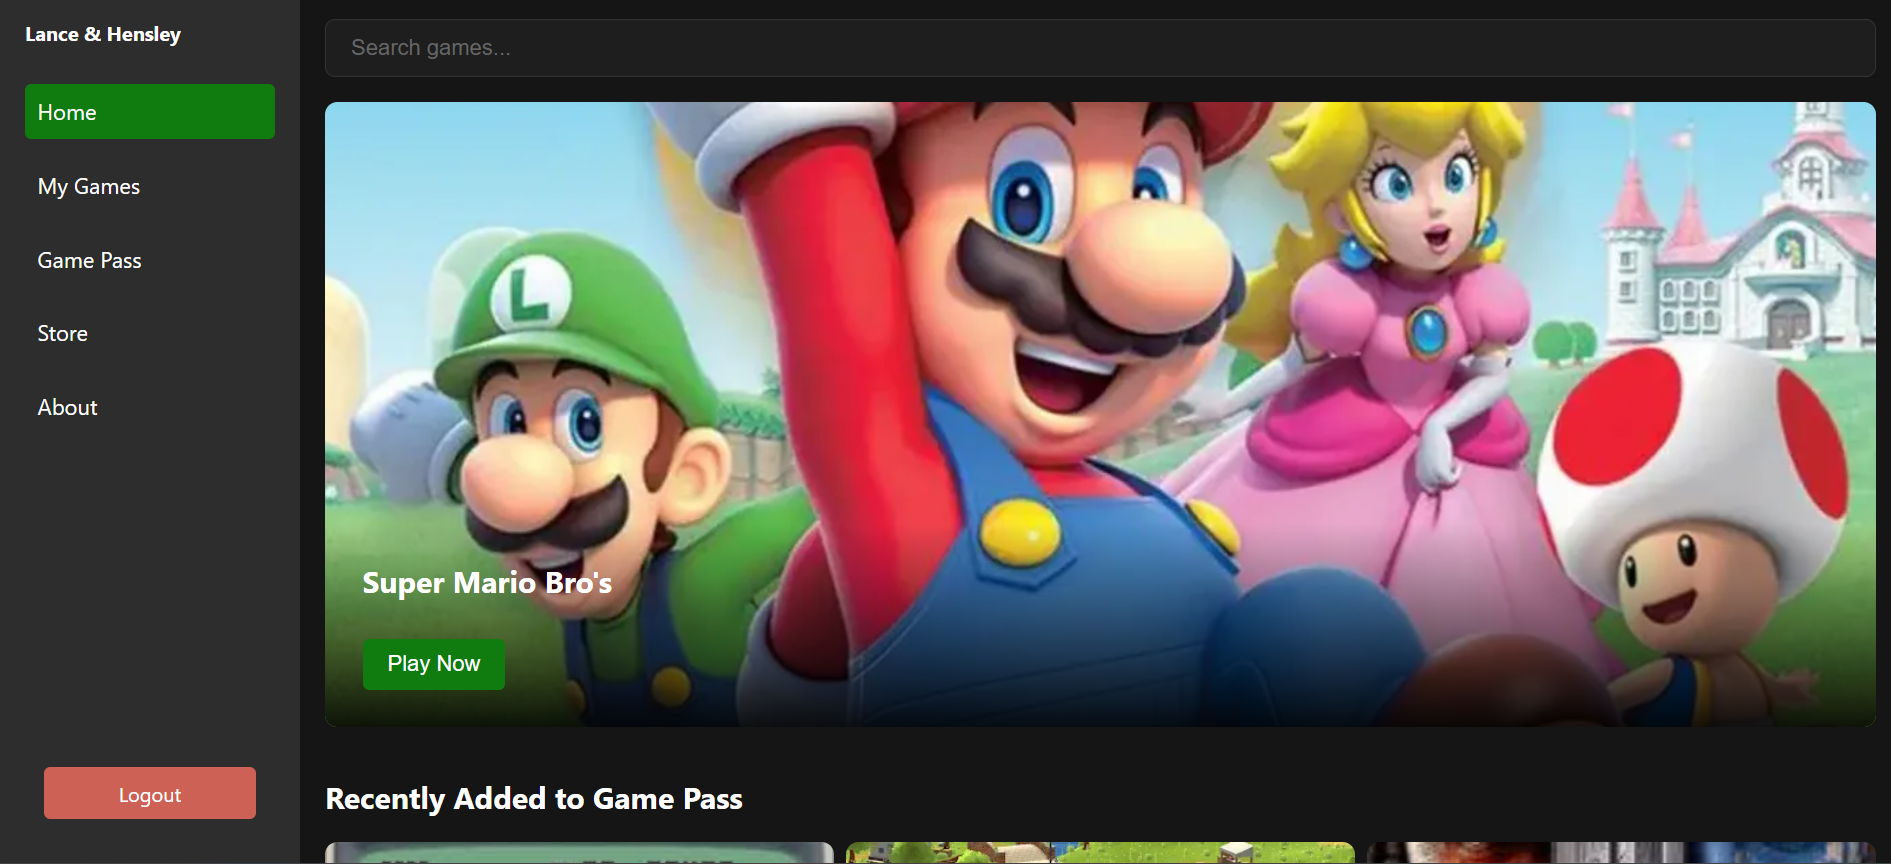 Lance & Hensley
Home
My Games
Game Pass
Store
About
Logout
Search games...
L
Super Mario Bro's
Play Now
Recently Added to Game Pass